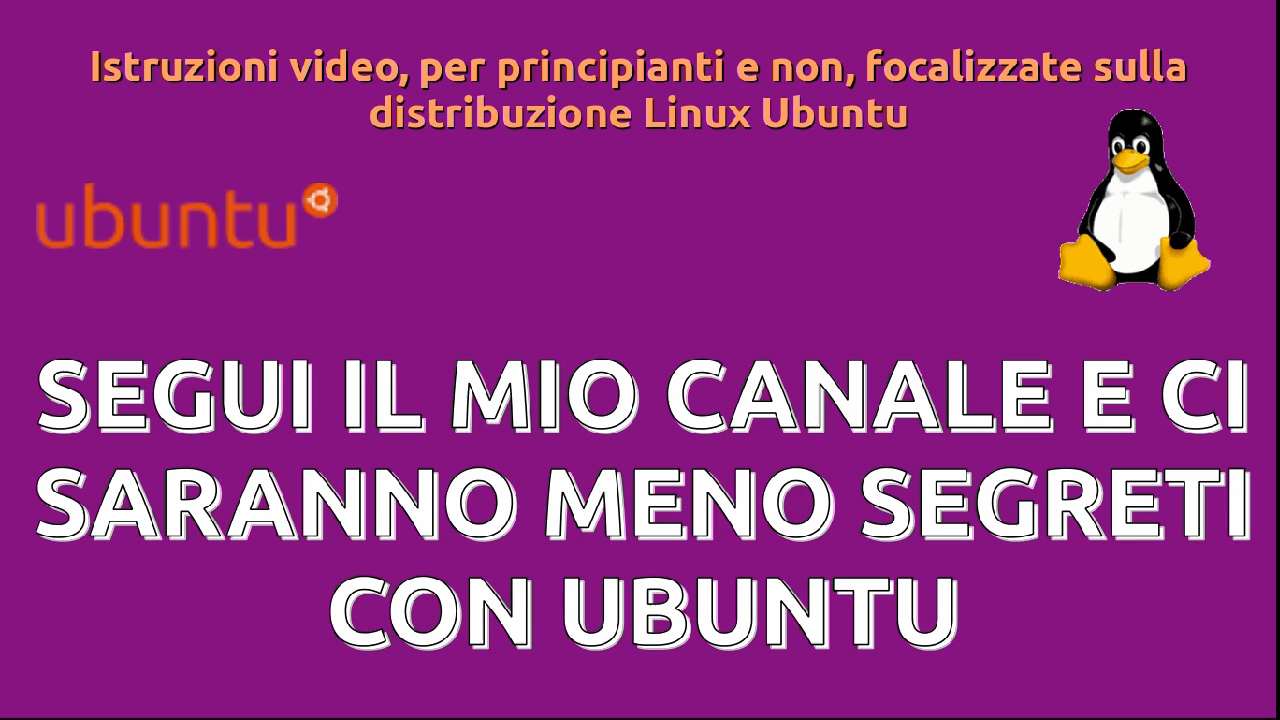 Istruzioni video, per principianti e non, focalizzate sulla
distribuzione Linux Ubuntu
ubuntu
SEGUI IL MIO CANALE E CI
SARANNO MENO SEGRETI
CON UBUNTU